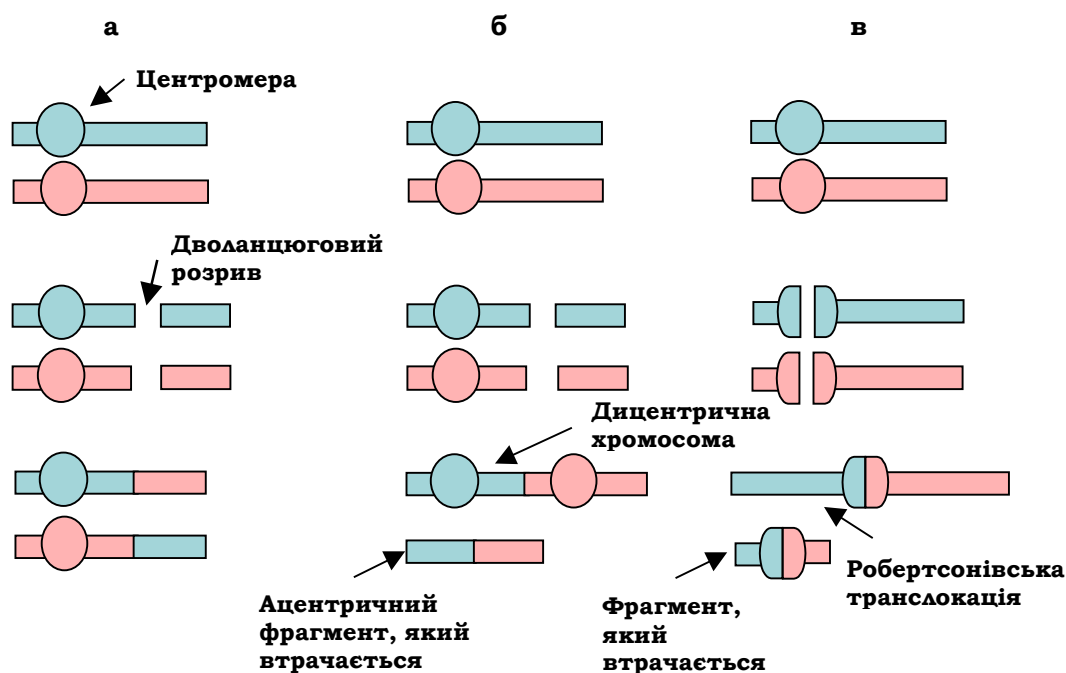 а
б
в
Центромера
Дволанцюговий
розрив
Дицентрична
хромосома
Ацентричний
фрагмент, який
втрачається
Фрагмент,
який
втрачається
Робертсонівська
транслокація